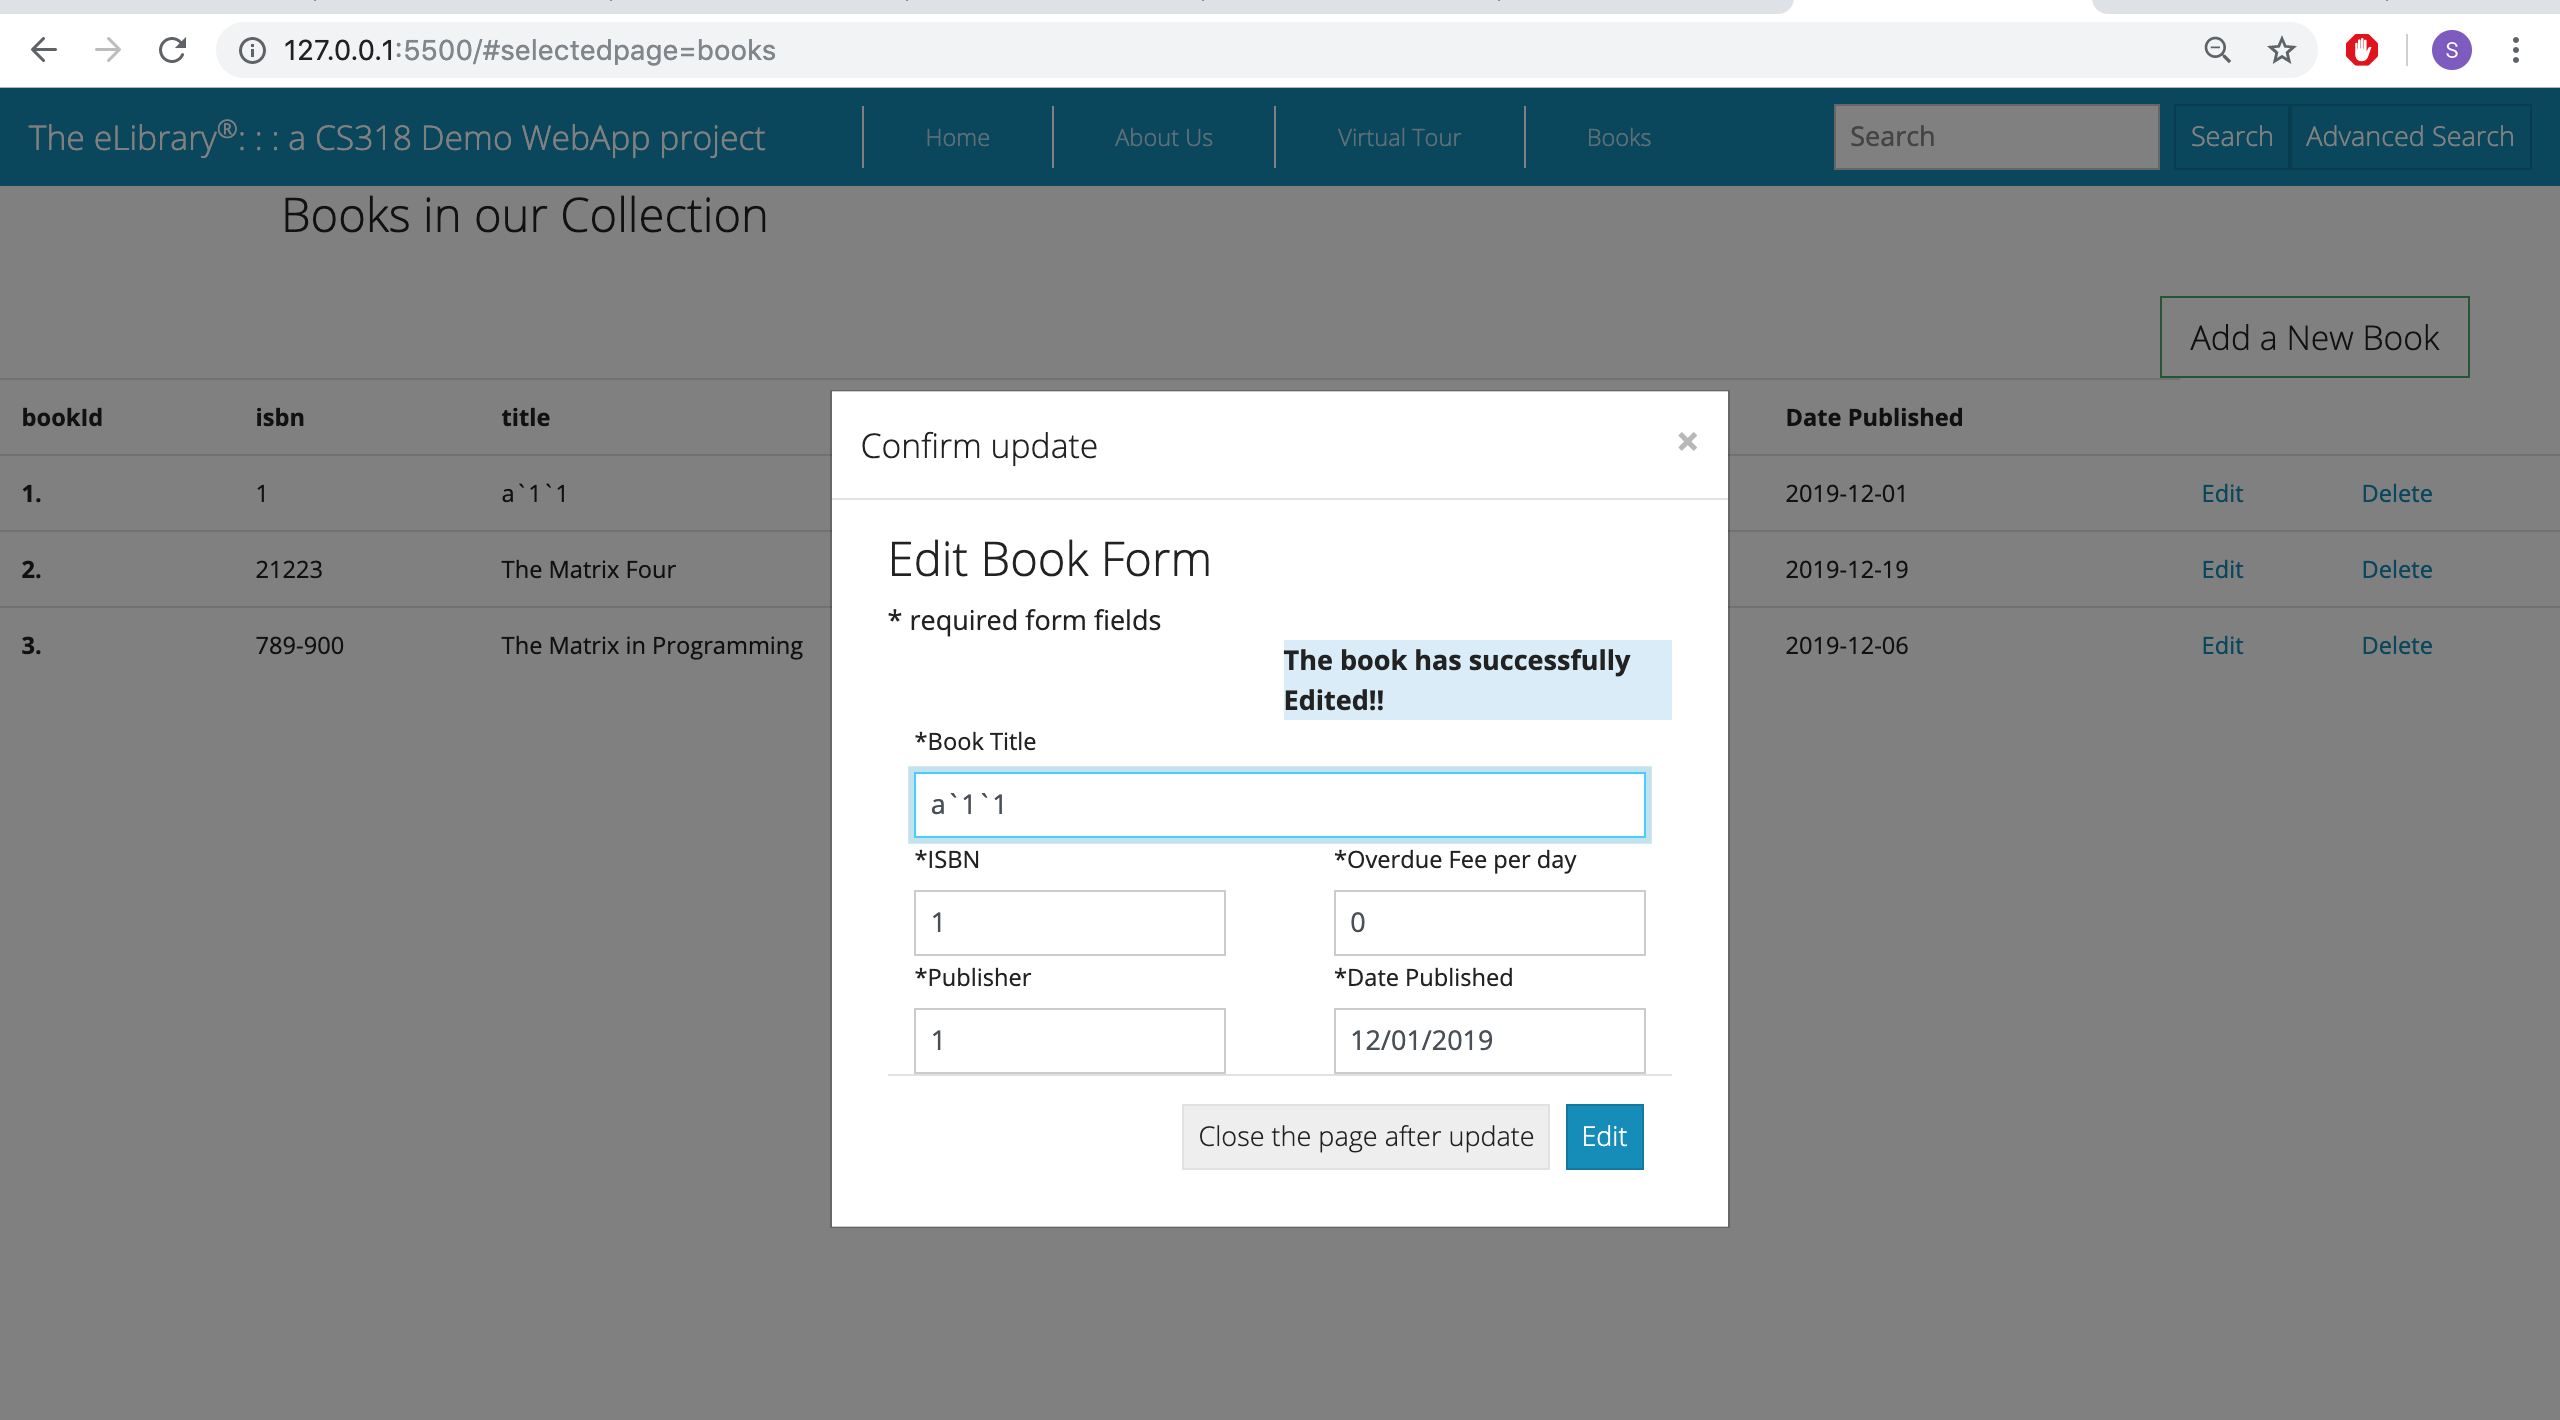 127.0.0.1:5500/#selectedpage=books
S
The eLibrary®: : : a CS318 Demo WebApp project
Home
About Us
Virtual Tour
Books
Search
Search
Advanced Search
Books in our Collection
Add a New Book
bookId isbn title Date Published
1. 1 a`1`1 2019-12-01 Edit Delete
2. 21223 The Matrix Four 2019-12-19 Edit Delete
3. 789-900 The Matrix in Programming 2019-12-06 Edit Delete
Confirm update ×
Edit Book Form
* required form fields
The book has successfully
Edited!!
*Book Title
a`1`1
*ISBN *Overdue Fee per day
1 0
*Publisher *Date Published
1 12/01/2019
Close the page after update Edit